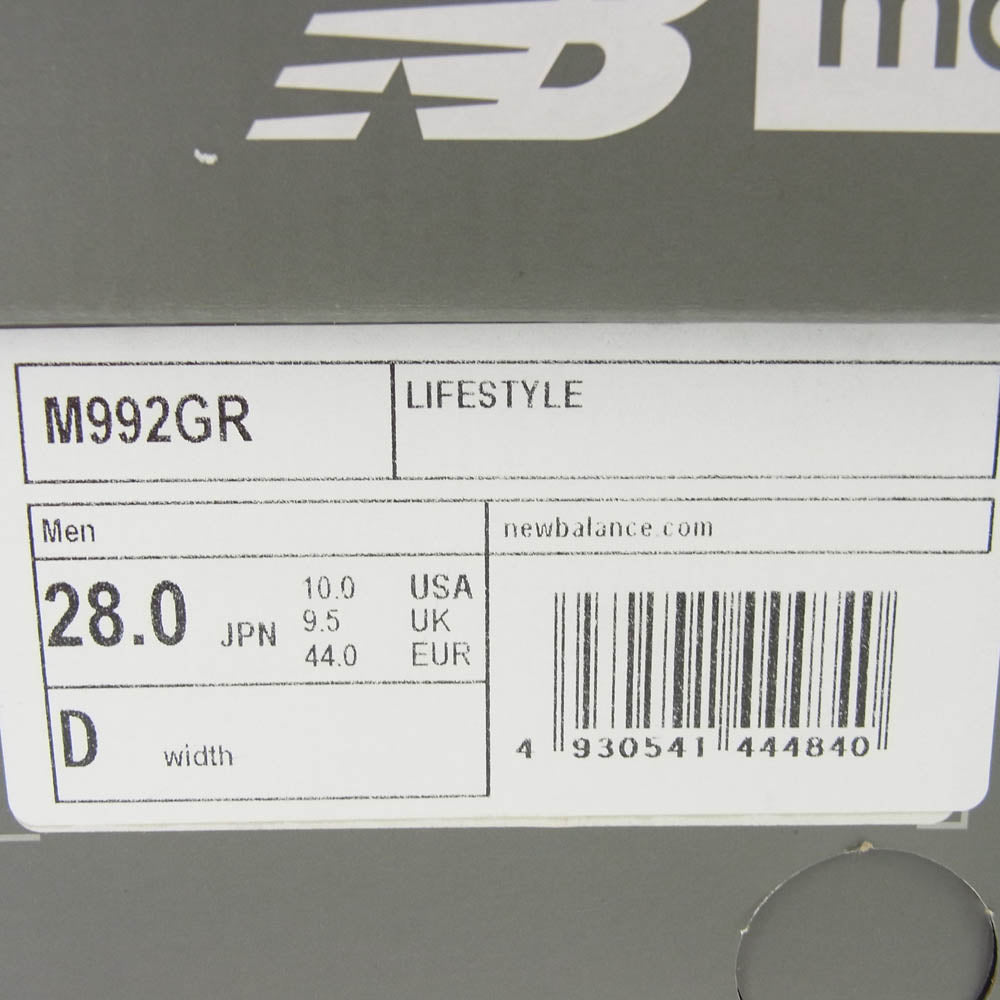 M992GR
LIFESTYLE
Men
newbalance.com
28.0 JPN
10.0 USA
9.5 UK
44.0 EUR
D width
4 930541 444840